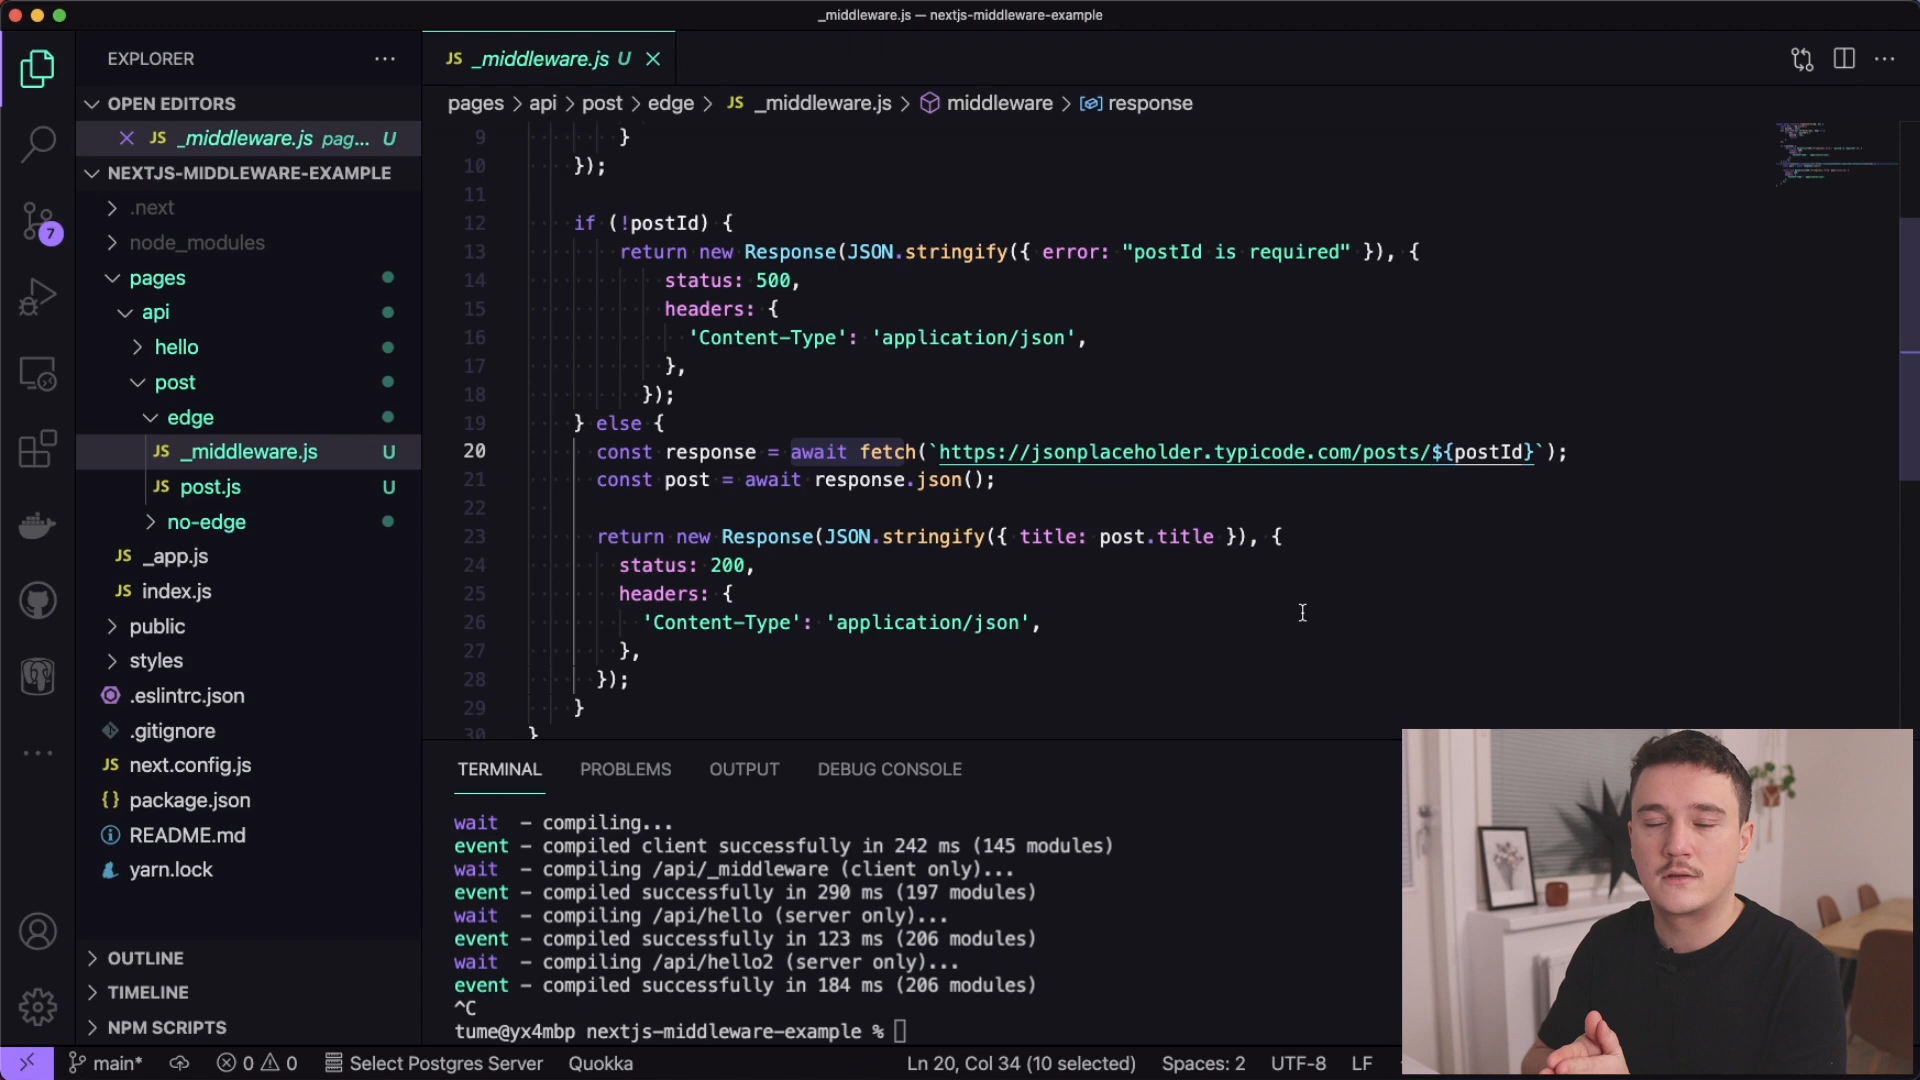 _middleware.js — nextjs-middleware-example
EXPLORER
OPEN EDITORS
JS _middleware.js pag... U
NEXTJS-MIDDLEWARE-EXAMPLE
.next
node_modules
pages
api
hello
post
edge
JS _middleware.js U
JS post.js U
no-edge
JS _app.js
JS index.js
public
styles
.eslintrc.json
.gitignore
JS next.config.js
{} package.json
README.md
yarn.lock
OUTLINE
TIMELINE
NPM SCRIPTS
7
JS _middleware.js U
pages > api > post > edge > JS _middleware.js > middleware > response
9 }
10 });
11
12 if (!postId) {
13 return new Response(JSON.stringify({ error: "postId is required" }), {
14 status: 500,
15 headers: {
16 'Content-Type': 'application/json',
17 },
18 });
19 } else {
20 const response = await fetch(`https://jsonplaceholder.typicode.com/posts/${postId}`);
21 const post = await response.json();
22
23 return new Response(JSON.stringify({ title: post.title }), {
24 status: 200,
25 headers: {
26 'Content-Type': 'application/json',
27 },
28 });
29 }
30 }
TERMINAL PROBLEMS OUTPUT DEBUG CONSOLE
wait - compiling...
event - compiled client successfully in 242 ms (145 modules)
wait - compiling /api/_middleware (client only)...
event - compiled successfully in 290 ms (197 modules)
wait - compiling /api/hello (server only)...
event - compiled successfully in 123 ms (206 modules)
wait - compiling /api/hello2 (server only)...
event - compiled successfully in 184 ms (206 modules)
^C
tume@yx4mbp nextjs-middleware-example %
main* 0 0 Select Postgres Server Quokka Ln 20, Col 34 (10 selected) Spaces: 2 UTF-8 LF